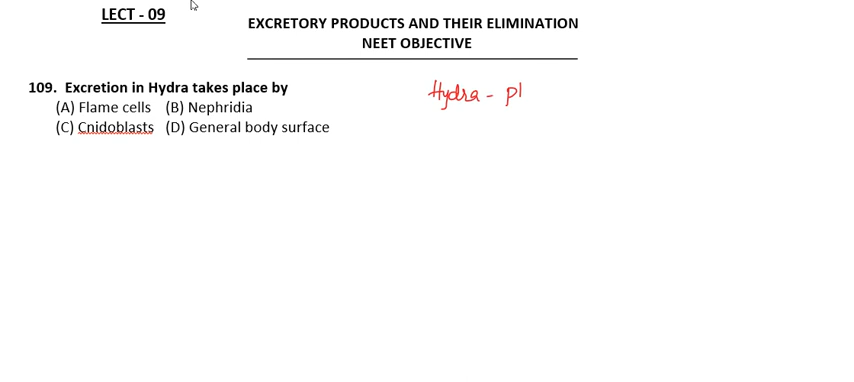 LECT - 09
EXCRETORY PRODUCTS AND THEIR ELIMINATION
NEET OBJECTIVE
109. Excretion in Hydra takes place by
(A) Flame cells (B) Nephridia
(C) Cnidoblasts (D) General body surface
Hydra - pl